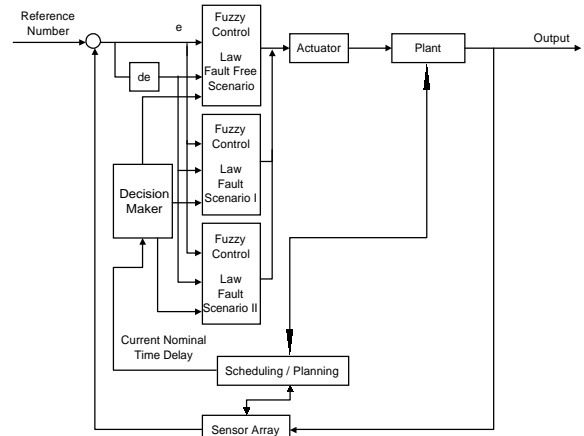 Reference
Number
e
Fuzzy
Control
Law
Fault Free
Scenario
Actuator
Plant
Output
de
Fuzzy
Control
Law
Fault
Scenario I
Decision
Maker
Fuzzy
Control
Law
Fault
Scenario II
Current Nominal
Time Delay
Scheduling / Planning
Sensor Array